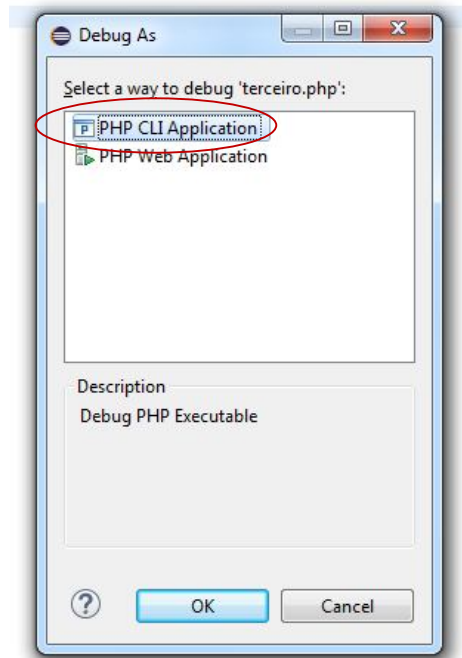 Debug As
Select a way to debug 'terceiro.php':
PHP CLI Application
PHP Web Application
Description
Debug PHP Executable
OK
Cancel